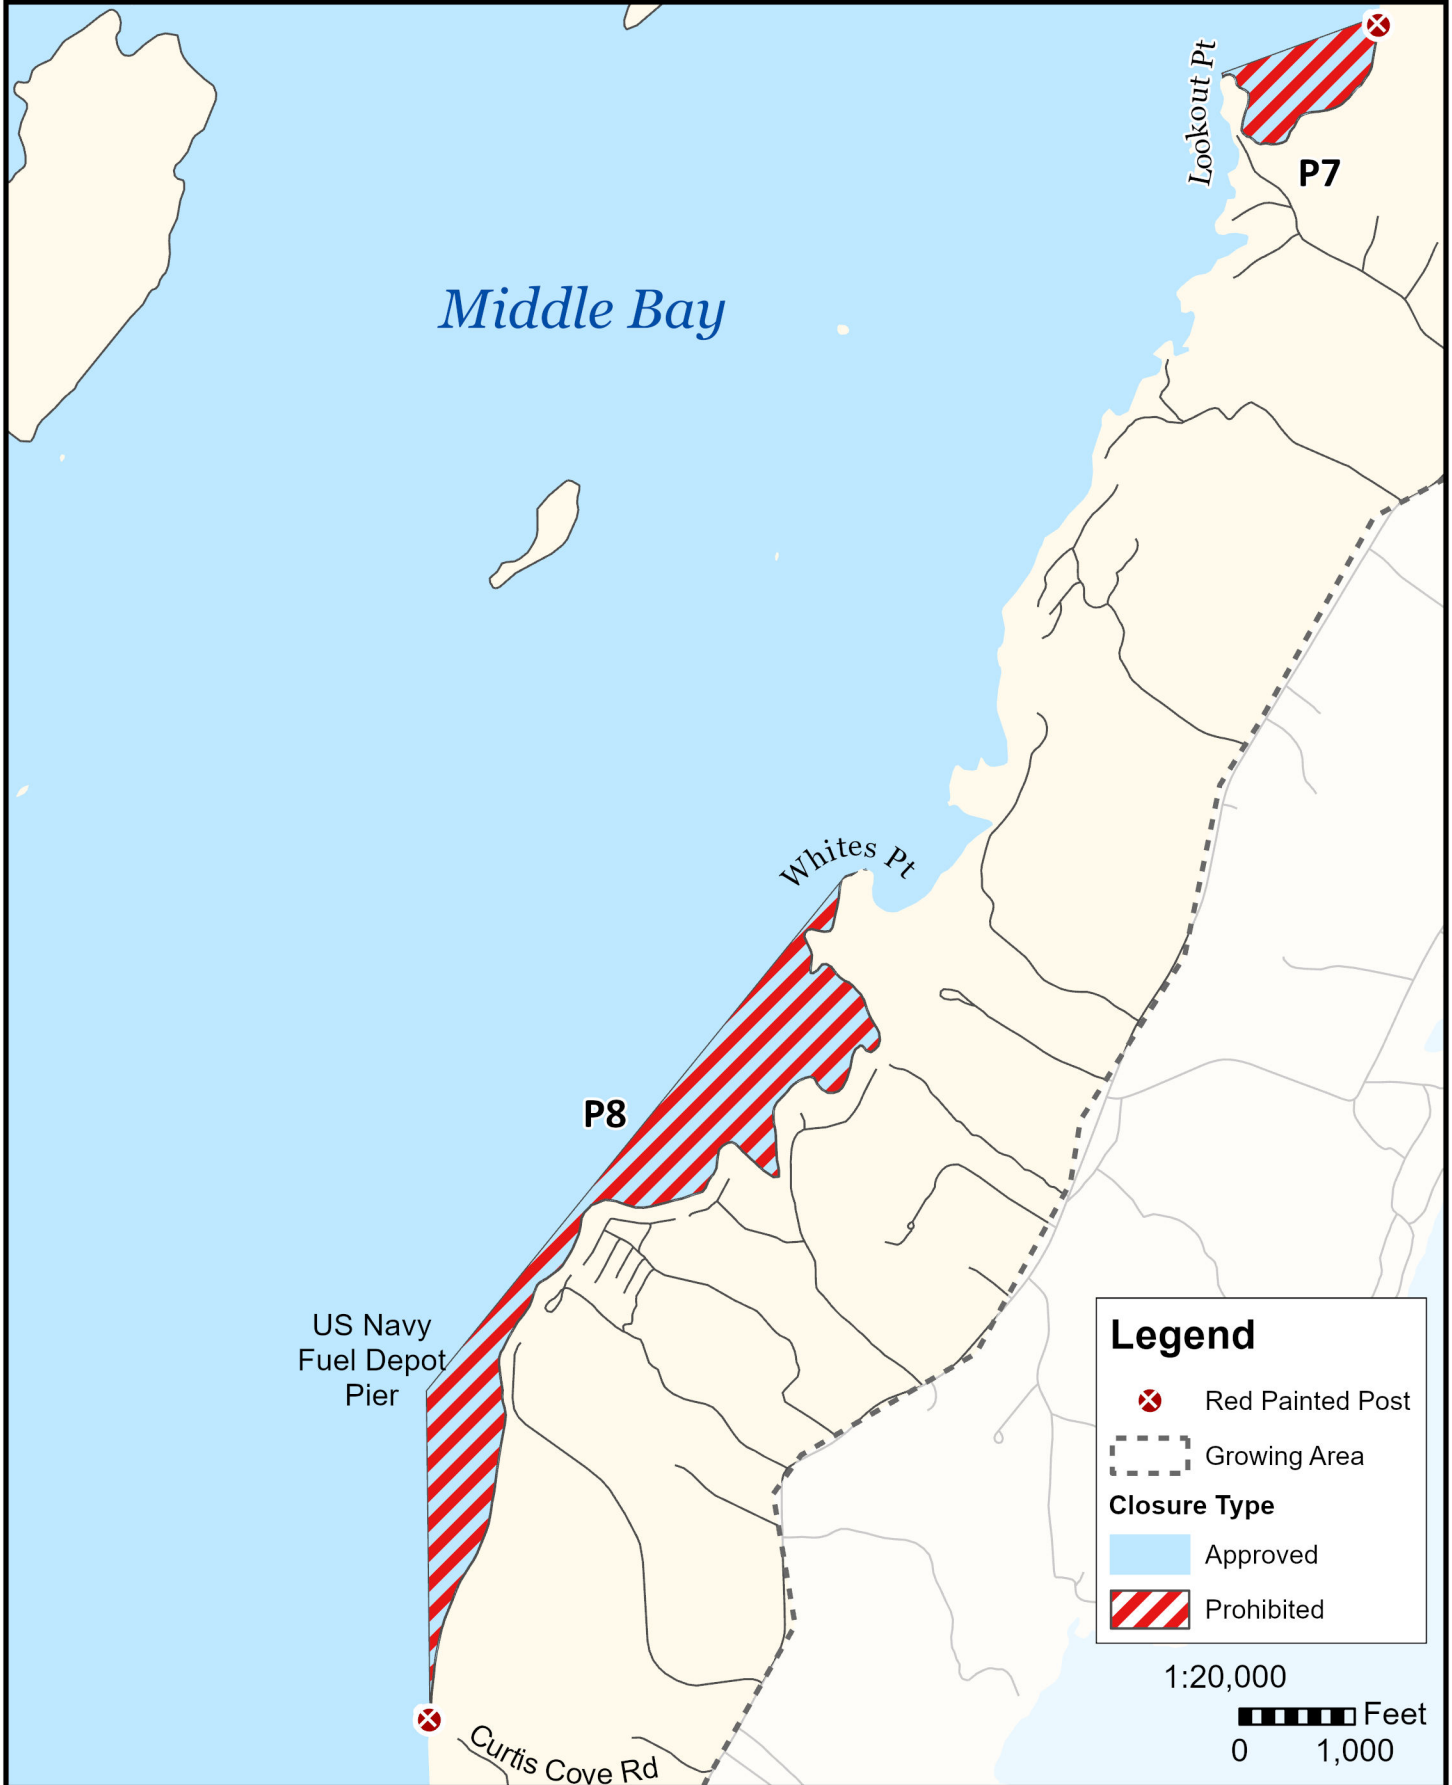 Lookout Pt
P7
Middle Bay
Whites Pt
P8
US Navy
Fuel Depot
Pier
Curtis Cove Rd
Legend
Red Painted Post
Growing Area
Closure Type
Approved
Prohibited
1:20,000
Feet
0 1,000